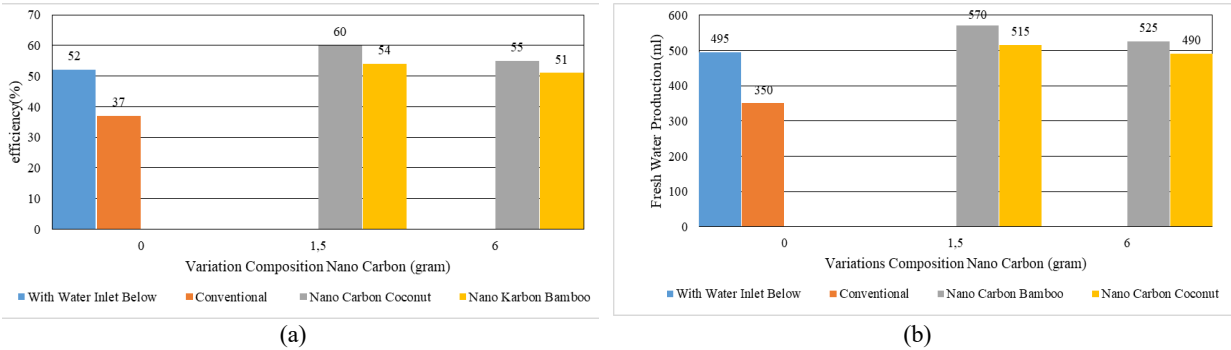 (a)
70
60
50
40
30
20
10
0
efficiency(%)
52
37
60
54
55
51
0 1,5 6
Variation Composition Nano Carbon (gram)
With Water Inlet Below Conventional Nano Carbon Coconut Nano Karbon Bamboo
(a)
b)
600
500
400
300
200
100
0
Fresh Water Production (ml)
495
350
570
515
525
490
0 1,5 6
Variations Composition Nano Carbon (gram)
With Water Inlet Below Conventional Nano Carbon Bamboo Nano Carbon Coconut
(b)